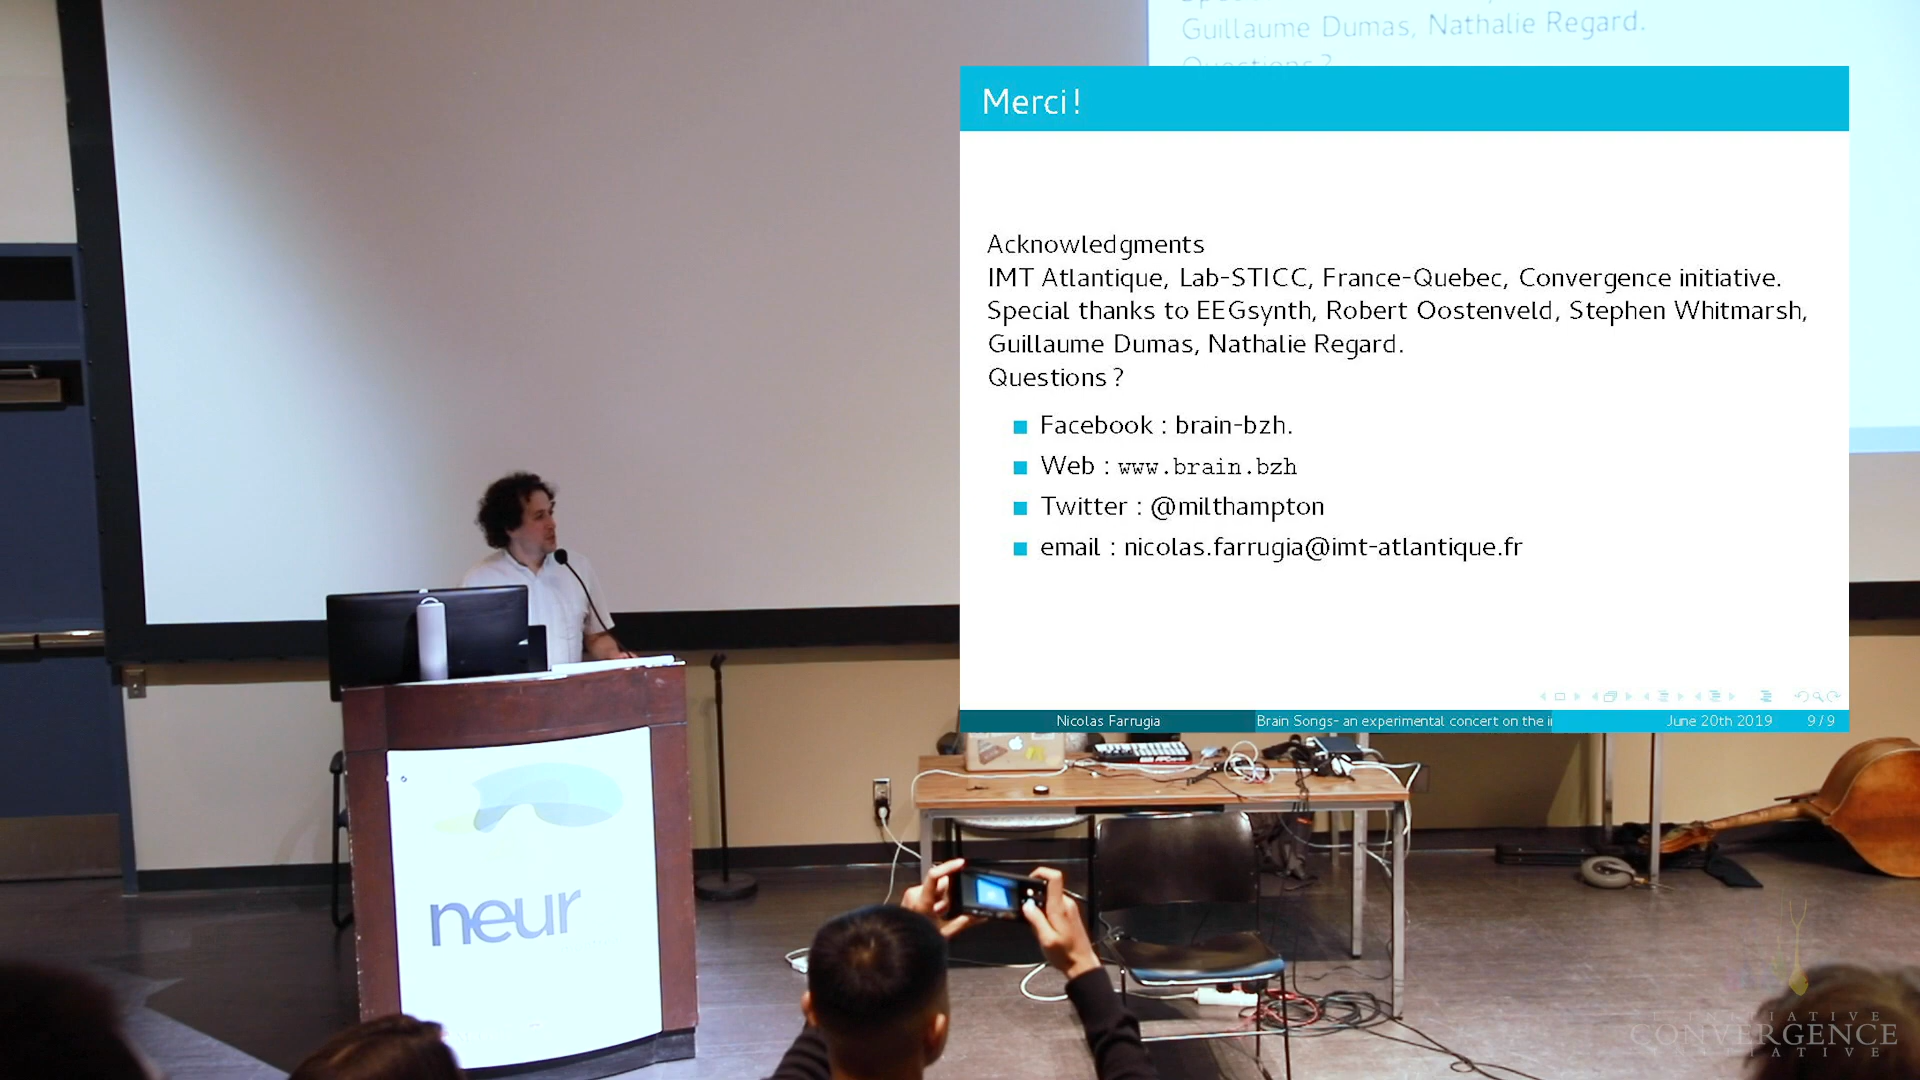 Guillaume Dumas, Nathalie Regard.
Questions ?
Merci !
Acknowledgments
IMT Atlantique, Lab-STICC, France-Quebec, Convergence initiative.
Special thanks to EEGsynth, Robert Oostenveld, Stephen Whitmarsh,
Guillaume Dumas, Nathalie Regard.
Questions ?
Facebook : brain-bzh.
Web : www.brain.bzh
Twitter : @milthampton
email : nicolas.farrugia@imt-atlantique.fr
Nicolas Farrugia
Brain Songs- an experimental concert on the i
June 20th 2019
9 / 9
neur
INITIATIVE
CONVERGENCE
INITIATIVE